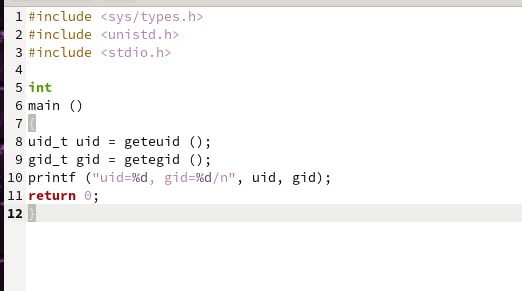 1 #include <sys/types.h>
2 #include <unistd.h>
3 #include <stdio.h>
4
5 int
6 main ()
7 {
8 uid_t uid = geteuid ();
9 gid_t gid = getegid ();
10 printf ("uid=%d, gid=%d/n", uid, gid);
11 return 0;
12 }